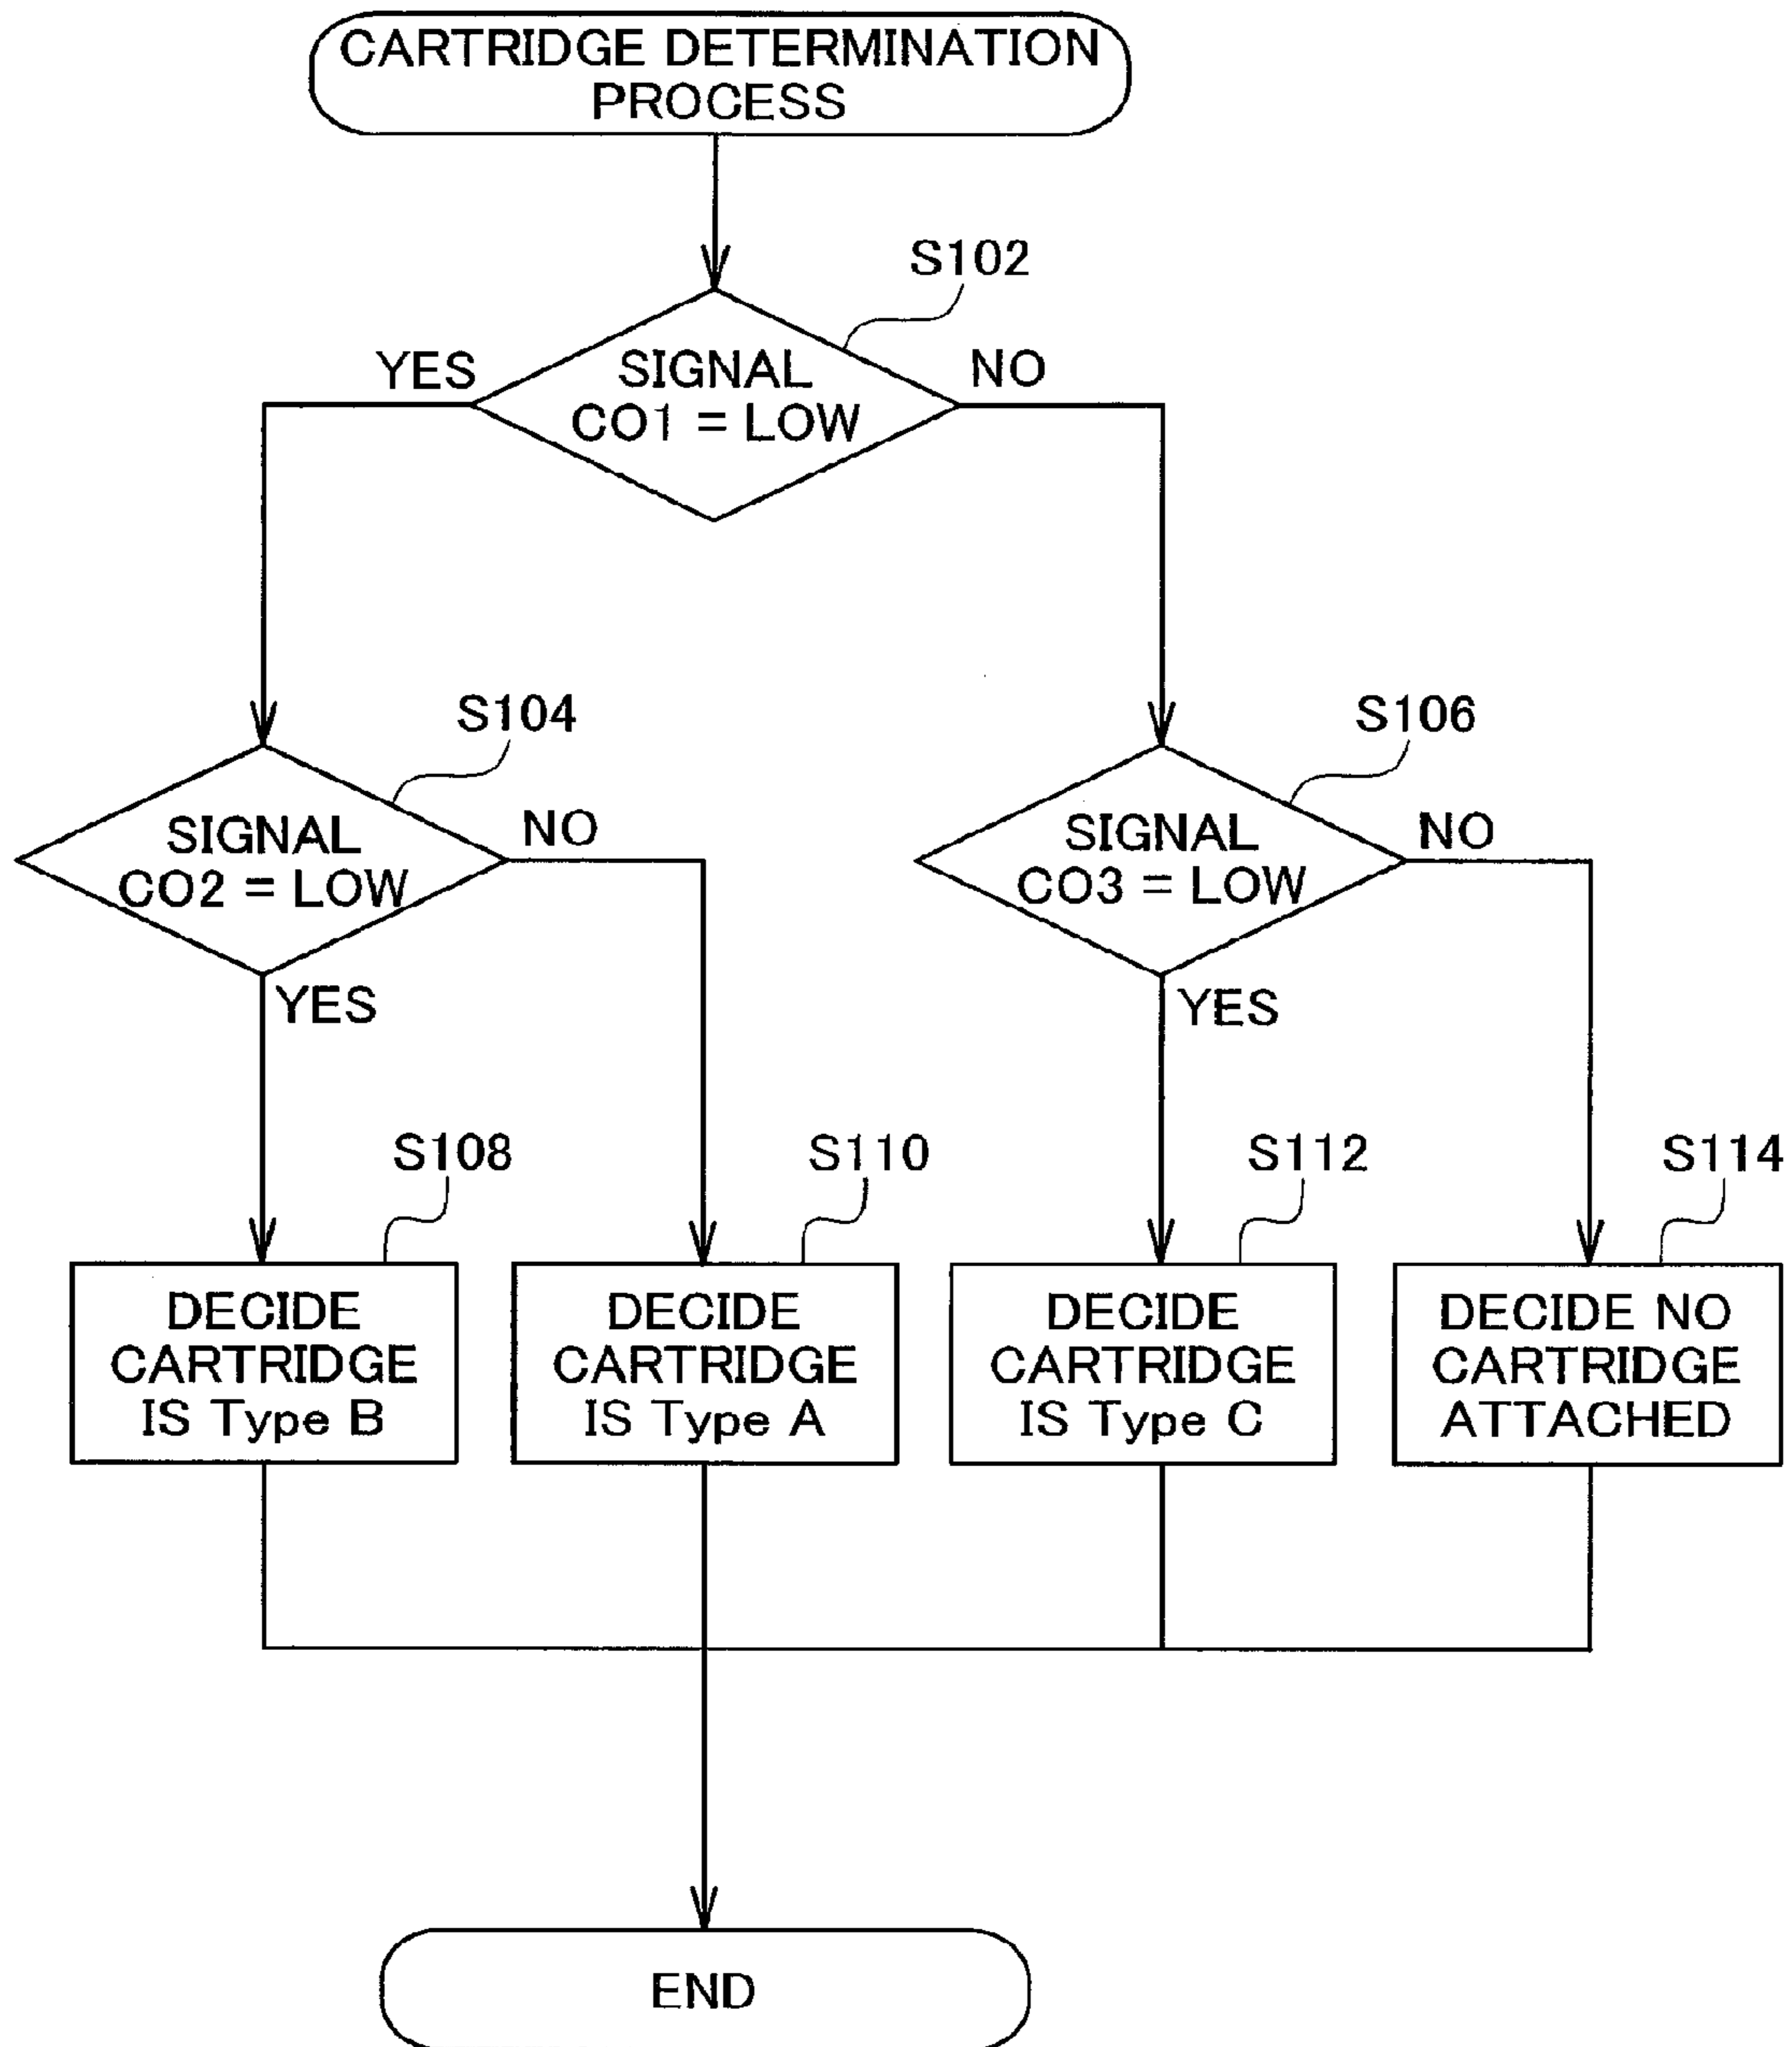 CARTRIDGE DETERMINATION
PROCESS
S102
YES
SIGNAL
CO1 = LOW
NO
S104
SIGNAL
CO2 = LOW
NO
YES
S106
SIGNAL
CO3 = LOW
NO
YES
S108
DECIDE
CARTRIDGE
IS Type B
S110
DECIDE
CARTRIDGE
IS Type A
S112
DECIDE
CARTRIDGE
IS Type C
S114
DECIDE NO
CARTRIDGE
ATTACHED
END